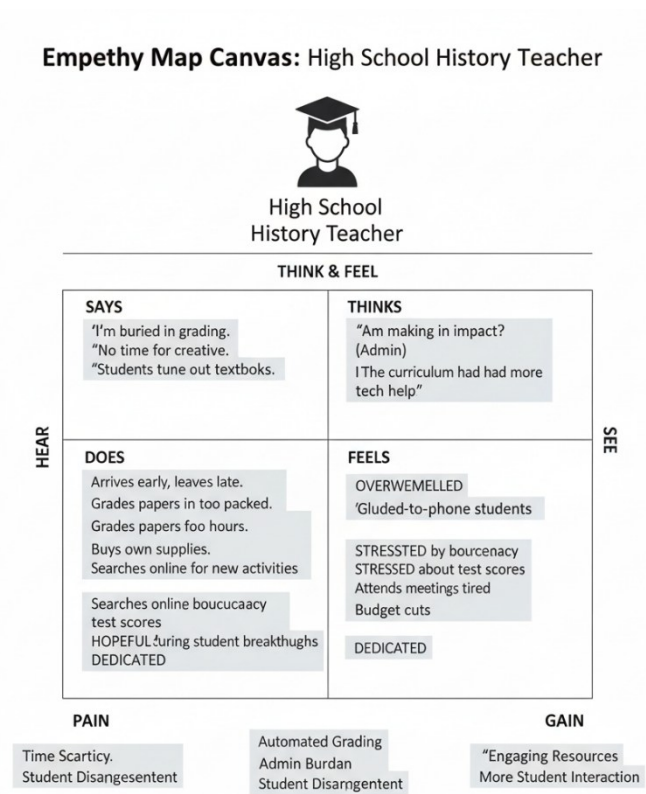 Empethy Map Canvas: High School History Teacher
High School
History Teacher
THINK & FEEL
SAYS
'I'm buried in grading.
"No time for creative.
"Students tune out textboks.
THINKS
"Am making in impact?
(Admin)
I The curriculum had had more
tech help"
HEAR
SEE
DOES
Arrives early, leaves late.
Grades papers in too packed.
Grades papers foo hours.
Buys own supplies.
Searches online for new activities
Searches online boucucaacy
test scores
HOPEFUL student breakthughs
DEDICATED
FEELS
OVERWEMELLED
'Gluded-to-phone students
STRESSTED by bourcenacy
STRESSED about test scores
Attends meetings tired
Budget cuts
DEDICATED
PAIN
Time Scarticy.
Student Disangesentent
Automated Grading
Admin Burdan
Student Disarngentent
GAIN
"Engaging Resources
More Student Interaction